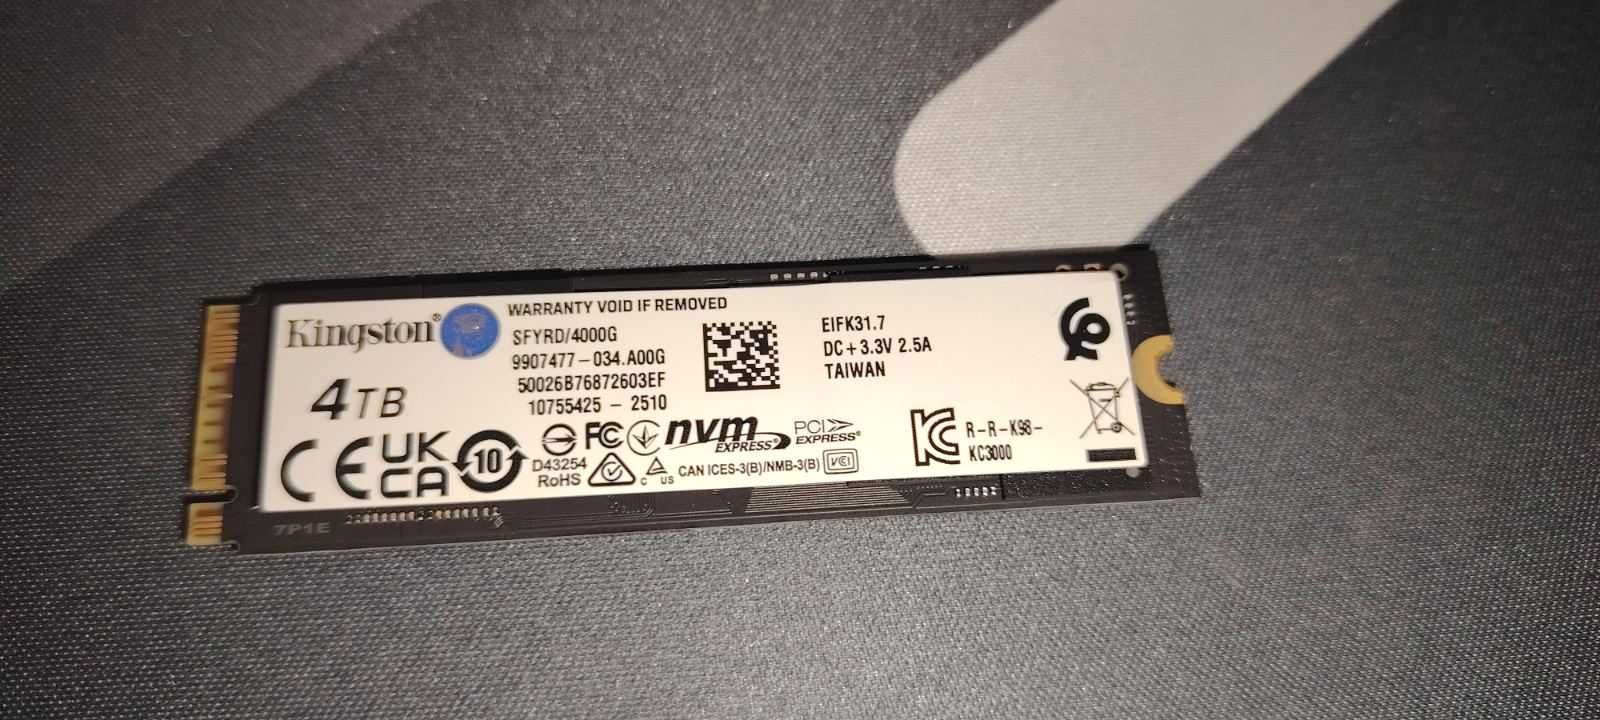 Kingston®
4TB
WARRANTY VOID IF REMOVED
SFYRD/4000G
9907477-034.A00G
50026B76872603EF
10755425 - 2510
EIFK31.7
DC+3.3V 2.5A
TAIWAN
CE
UK
CA
10
D43254
RoHS
FC
nvm
EXPRESS®
PCI
EXPRESS®
C US
CAN ICES-3(B)/NMB-3(B)
VCI
KC
R-R-K98-
KC3000
7P1E